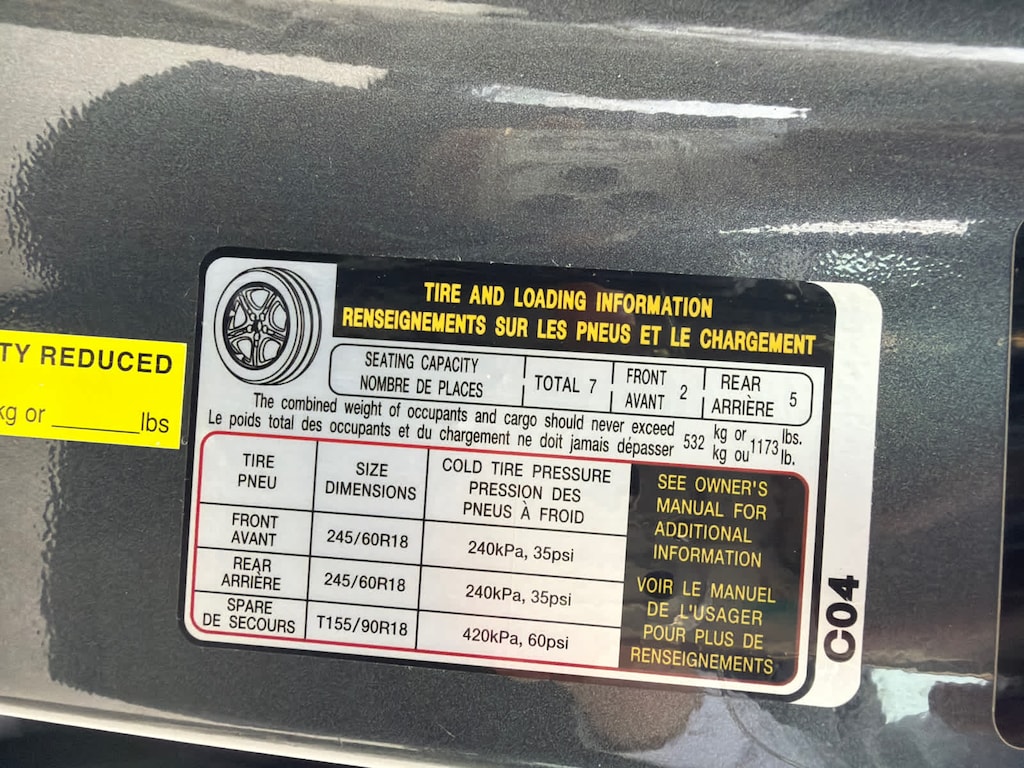 TIRE AND LOADING INFORMATION
RENSEIGNEMENTS SUR LES PNEUS ET LE CHARGEMENT
SEATING CAPACITY
NOMBRE DE PLACES
TOTAL 7
FRONT
AVANT
2
REAR
ARRIÈRE
5
The combined weight of occupants and cargo should never exceed
Le poids total des occupants et du chargement ne doit jamais dépasser
532
kg or
kg ou
1173
lbs.
lb.
TIRE
PNEU
SIZE
DIMENSIONS
COLD TIRE PRESSURE
PRESSION DES
PNEUS À FROID
FRONT
AVANT
245/60R18
240kPa, 35psi
REAR
ARRIÈRE
245/60R18
240kPa, 35psi
SPARE
DE SECOURS
T155/90R18
420kPa, 60psi
SEE OWNER'S
MANUAL FOR
ADDITIONAL
INFORMATION
VOIR LE MANUEL
DE L'USAGER
POUR PLUS DE
RENSEIGNEMENTS
C04
TY REDUCED
kg or ______lbs